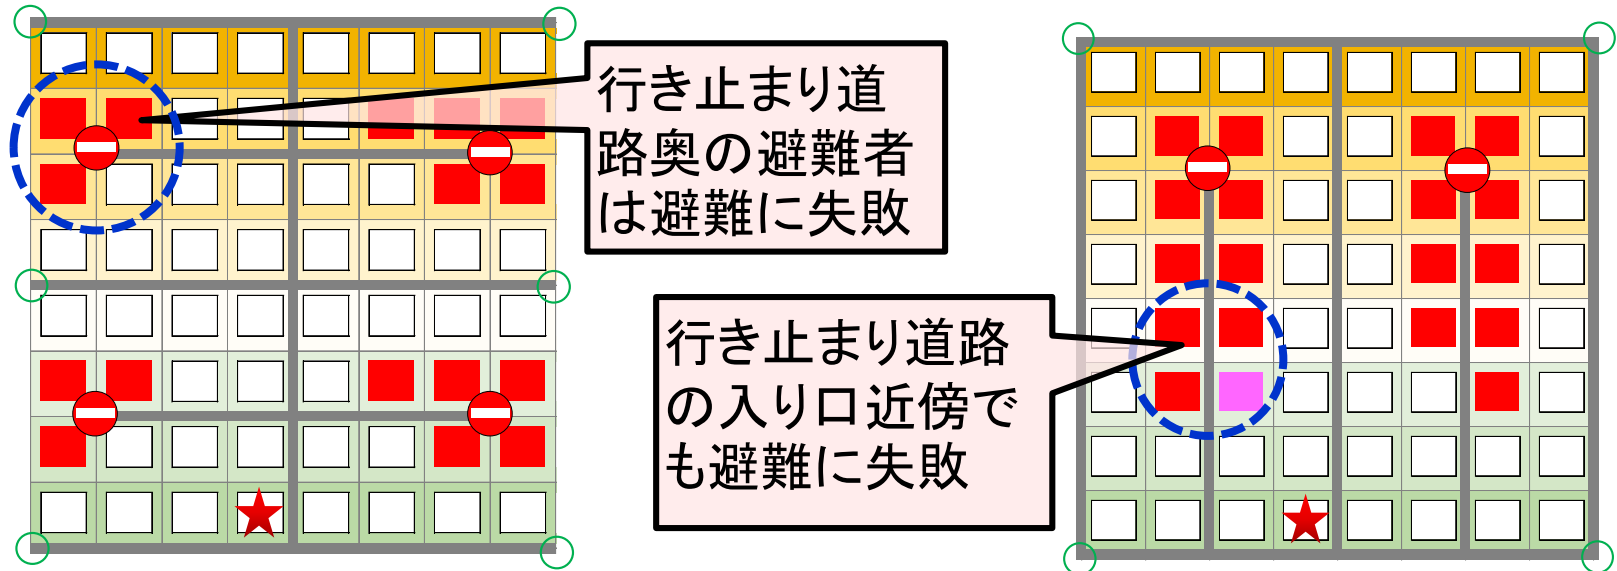 行き止まり道
路奥の避難者
は避難に失敗
行き止まり道路
の入り口近傍で
も避難に失敗